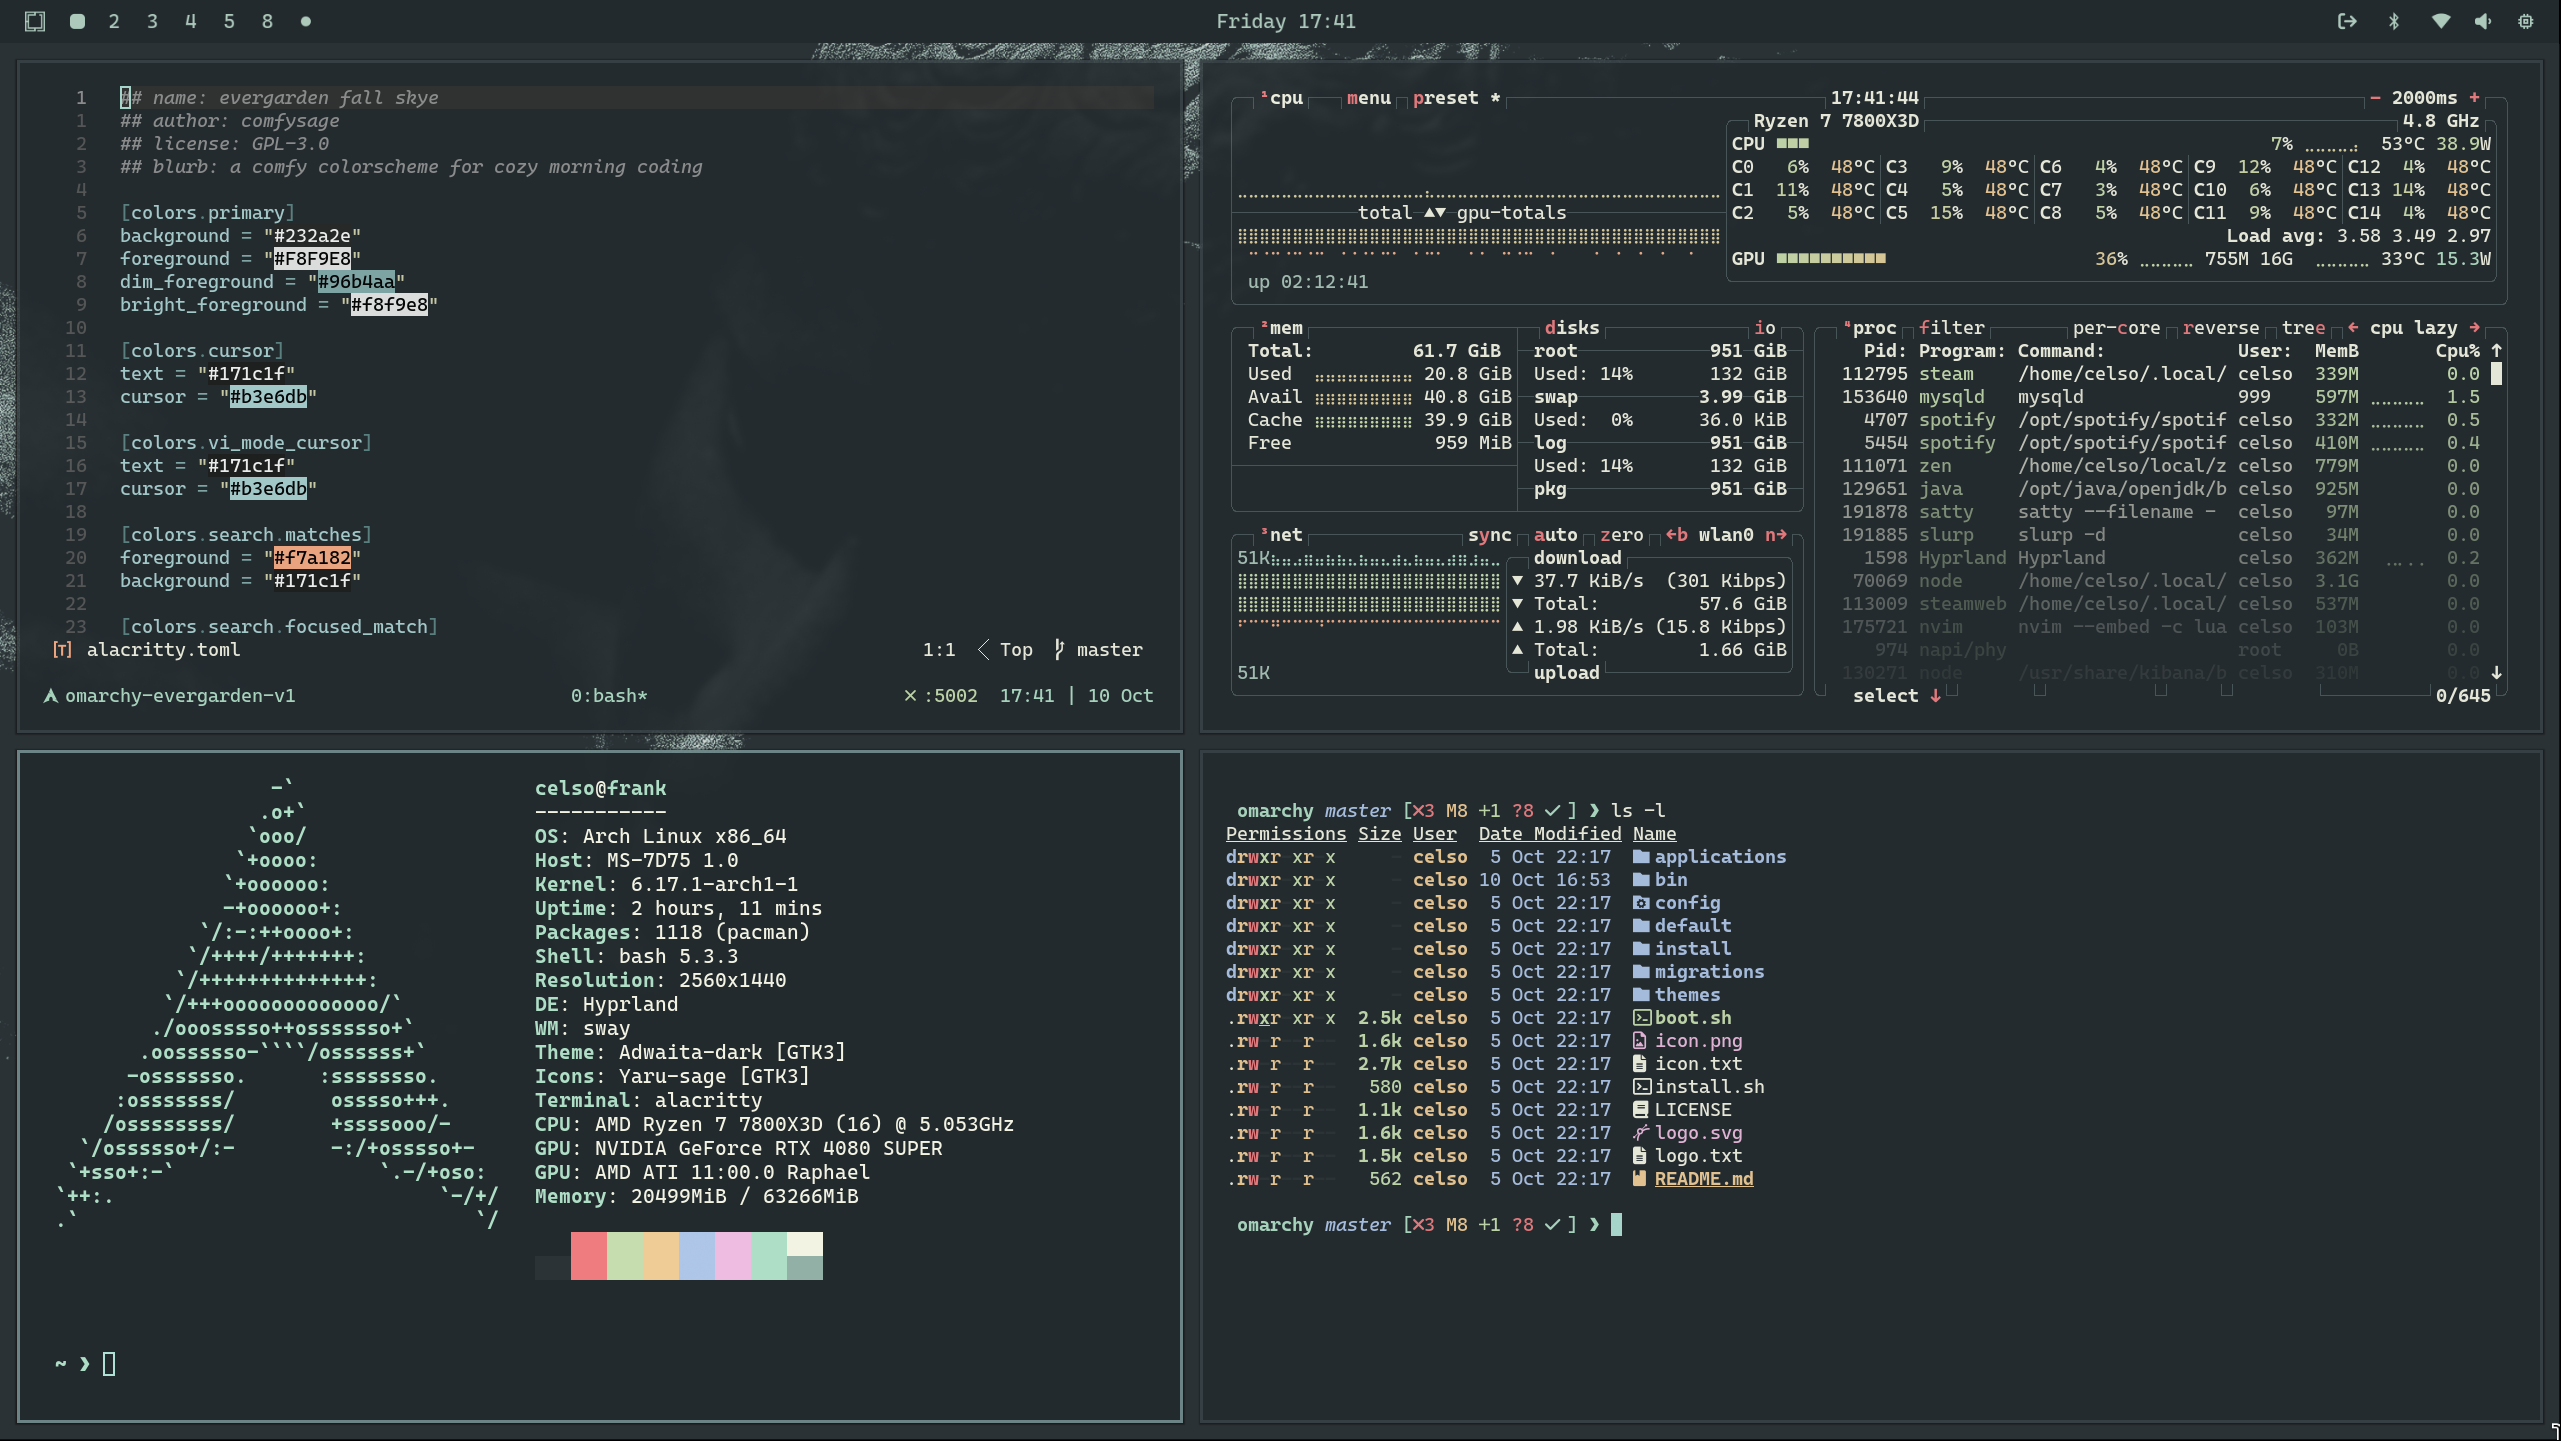 2 3 4 5 8
Friday 17:41
1 ## name: evergarden fall skye
1 ## author: comfysage
2 ## license: GPL-3.0
3 ## blurb: a comfy colorscheme for cozy morning coding
4
5 [colors.primary]
6 background = "#232a2e"
7 foreground = "#F8F9E8"
8 dim_foreground = "#96b4aa"
9 bright_foreground = "#f8f9e8"
10
11 [colors.cursor]
12 text = "#171c1f"
13 cursor = "#b3e6db"
14
15 [colors.vi_mode_cursor]
16 text = "#171c1f"
17 cursor = "#b3e6db"
18
19 [colors.search.matches]
20 foreground = "#f7a182"
21 background = "#171c1f"
22
23 [colors.search.focused_match]
[T] alacritty.toml 1:1 Top master
omarchy-evergarden-v1 0:bash* × :5002 17:41 | 10 Oct
¹cpu menu preset * 17:41:44 - 2000ms +
Ryzen 7 7800X3D 4.8 GHz
CPU 7% 53°C 38.9W
C0 6% 48°C C3 9% 48°C C6 4% 48°C C9 12% 48°C C12 4% 48°C
C1 11% 48°C C4 5% 48°C C7 3% 48°C C10 6% 48°C C13 14% 48°C
C2 5% 48°C C5 15% 48°C C8 5% 48°C C11 9% 48°C C14 4% 48°C
total ▲▼ gpu-totals
Load avg: 3.58 3.49 2.97
GPU 36% 755M 16G 33°C 15.3W
up 02:12:41
²mem
Total: 61.7 GiB
Used 20.8 GiB
Avail 40.8 GiB
Cache 39.9 GiB
Free 959 MiB
disks io
root 951 GiB
Used: 14% 132 GiB
swap 3.99 GiB
Used: 0% 36.0 KiB
log 951 GiB
Used: 14% 132 GiB
pkg 951 GiB
³net sync auto zero ←b wlan0 n→
51K
download
▼ 37.7 KiB/s (301 Kibps)
▼ Total: 57.6 GiB
▲ 1.98 KiB/s (15.8 Kibps)
▲ Total: 1.66 GiB
51K
upload
⁴proc filter per-core reverse tree ← cpu lazy →
Pid: Program: Command: User: MemB Cpu% ↑
112795 steam /home/celso/.local/ celso 339M 0.0
153640 mysqld mysqld 999 597M 1.5
4707 spotify /opt/spotify/spotif celso 332M 0.5
5454 spotify /opt/spotify/spotif celso 410M 0.4
111071 zen /home/celso/local/z celso 779M 0.0
129651 java /opt/java/openjdk/b celso 925M 0.0
191878 satty satty --filename - celso 97M 0.0
191885 slurp slurp -d celso 34M 0.0
1598 Hyprland Hyprland celso 362M 0.2
70069 node /home/celso/.local/ celso 3.1G 0.0
113009 steamweb /home/celso/.local/ celso 537M 0.0
175721 nvim nvim --embed -c lua celso 103M 0.0
974 napi/phy root 0B 0.0
130271 node /usr/share/kibana/b celso 310M 0.0 ↓
select ↓ 0/645
-`
.o+`
`ooo/
`+oooo:
`+oooooo:
-+oooooo+:
`/:-:++oooo+:
`/++++/+++++++:
`/++++++++++++++:
`/+++ooooooooooooo/`
./ooosssso++osssssso+`
.oossssso-````/ossssss+`
-osssssso. :ssssssso.
:osssssss/ osssso+++.
/ossssssss/ +ssssooo/-
`/ossssso+/:- -:/+osssso+-
`+sso+:-` `.-/+oso:
`++:. `-/+/
.` `/
celso@frank
-----------
OS: Arch Linux x86_64
Host: MS-7D75 1.0
Kernel: 6.17.1-arch1-1
Uptime: 2 hours, 11 mins
Packages: 1118 (pacman)
Shell: bash 5.3.3
Resolution: 2560x1440
DE: Hyprland
WM: sway
Theme: Adwaita-dark [GTK3]
Icons: Yaru-sage [GTK3]
Terminal: alacritty
CPU: AMD Ryzen 7 7800X3D (16) @ 5.053GHz
GPU: NVIDIA GeForce RTX 4080 SUPER
GPU: AMD ATI 11:00.0 Raphael
Memory: 20499MiB / 63266MiB
~ ❯
omarchy master [×3 M8 +1 ?8 ✓ ] ❯ ls -l
Permissions Size User Date Modified Name
drwxr xr x - celso 5 Oct 22:17 applications
drwxr xr x - celso 10 Oct 16:53 bin
drwxr xr x - celso 5 Oct 22:17 config
drwxr xr x - celso 5 Oct 22:17 default
drwxr xr x - celso 5 Oct 22:17 install
drwxr xr x - celso 5 Oct 22:17 migrations
drwxr xr x - celso 5 Oct 22:17 themes
.rwxr xr x 2.5k celso 5 Oct 22:17 boot.sh
.rw r r 1.6k celso 5 Oct 22:17 icon.png
.rw r r 2.7k celso 5 Oct 22:17 icon.txt
.rw r r 580 celso 5 Oct 22:17 install.sh
.rw r r 1.1k celso 5 Oct 22:17 LICENSE
.rw r r 1.6k celso 5 Oct 22:17 logo.svg
.rw r r 1.5k celso 5 Oct 22:17 logo.txt
.rw r r 562 celso 5 Oct 22:17 README.md
omarchy master [×3 M8 +1 ?8 ✓ ] ❯